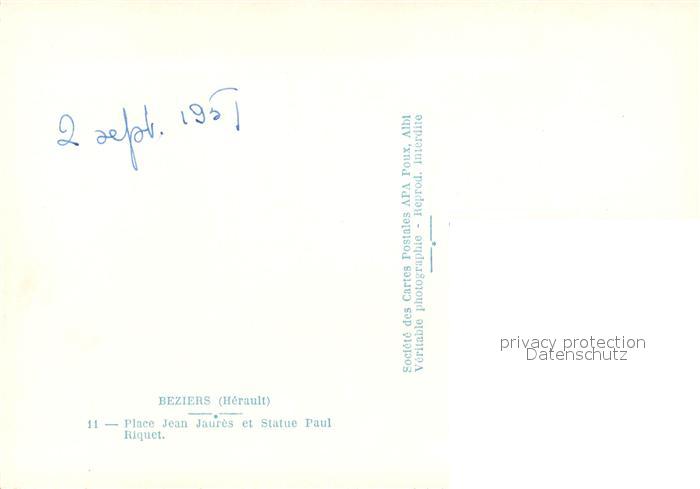 2 sept. 1951
Société des Cartes Postales APA Poux, Albi
Véritable photographie - Reprod. Interdite
privacy protection
Datenschutz
BEZIERS (Hérault)
11 — Place Jean Jaurès et Statue Paul
Riquet.